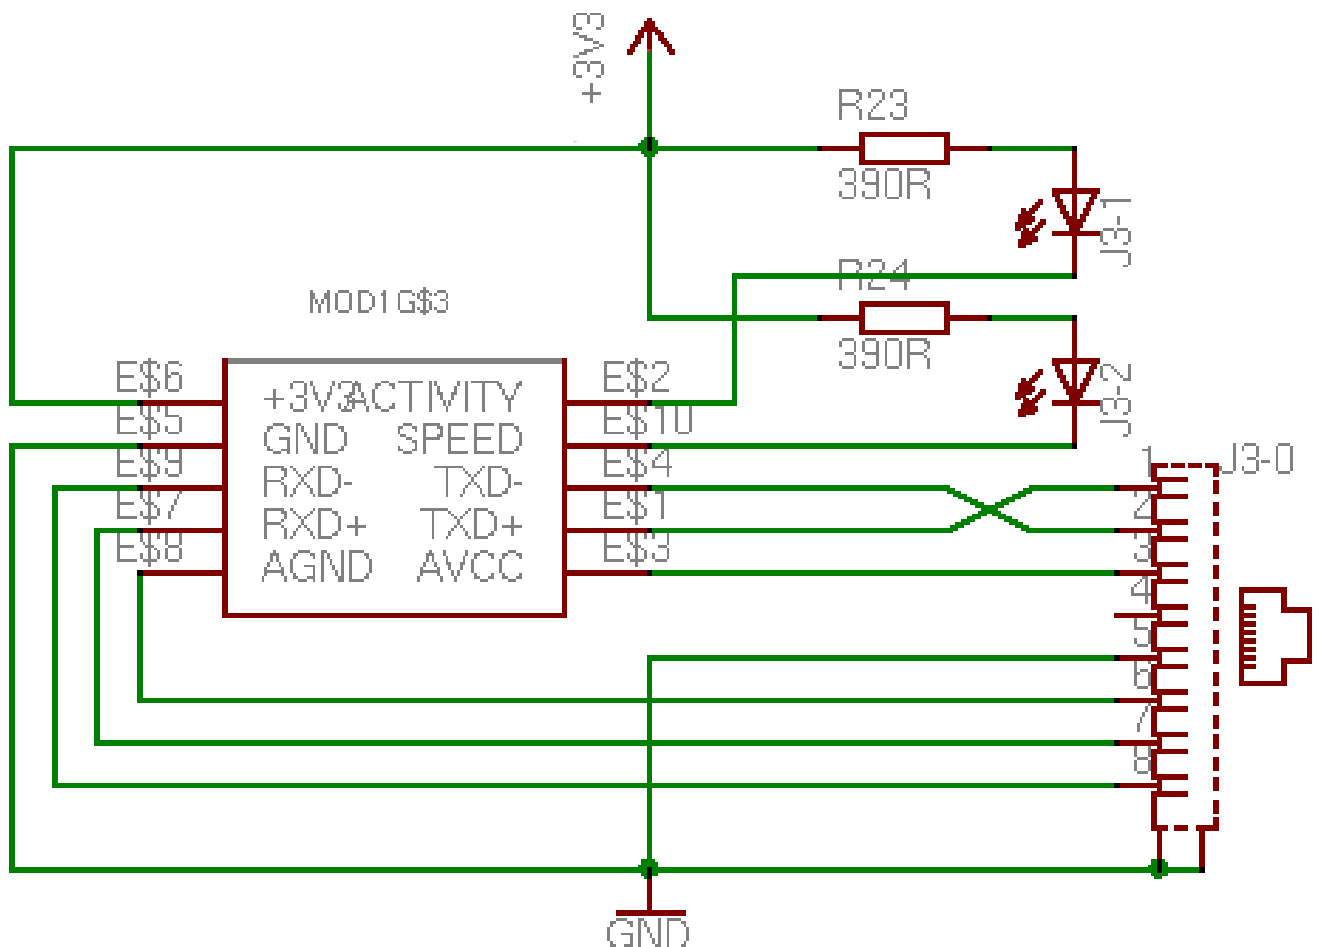 +3V3
R23
390R
J3-1
R24
390R
J3-2
MOD1G$3
E$6 +3V3 ACTIVITY E$2
E$5 GND SPEED E$10
E$9 RXD- TXD- E$4
E$7 RXD+ TXD+ E$1
E$8 AGND AVCC E$3
J3-0
1
2
3
4
5
6
7
8
GND